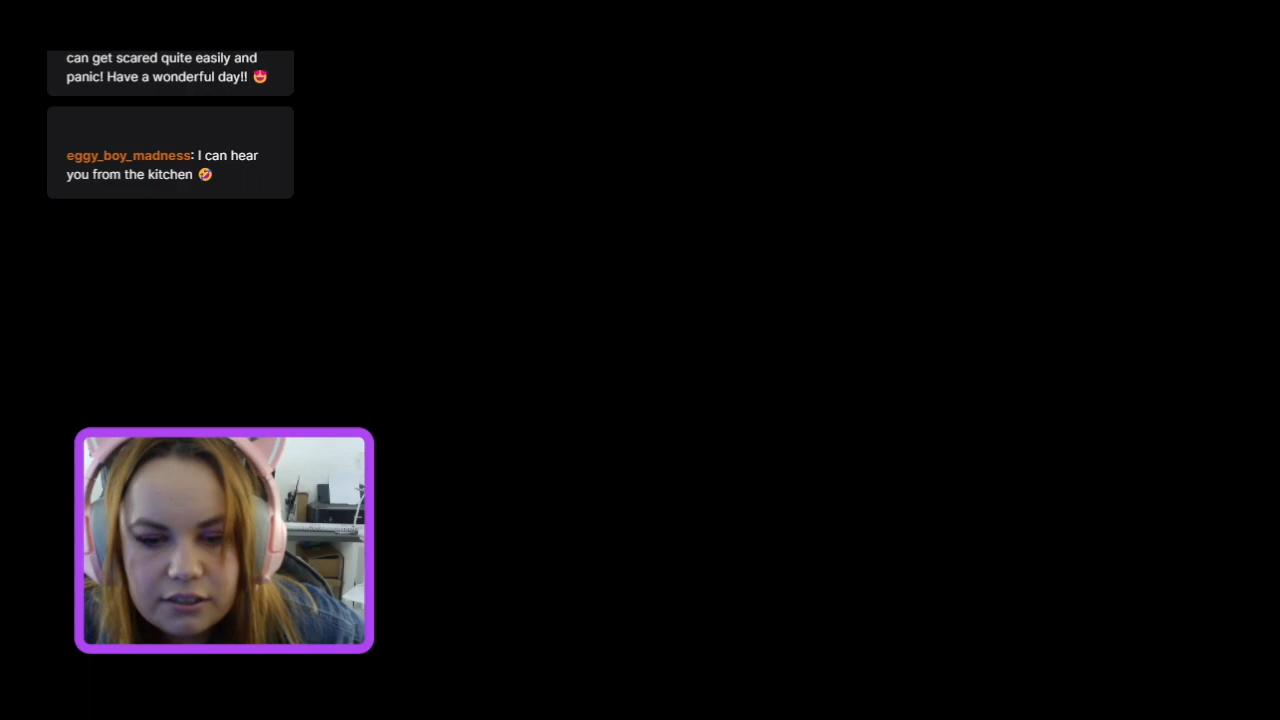 can get scared quite easily and
panic! Have a wonderful day!! 😍
eggy_boy_madness: I can hear
you from the kitchen 🤣